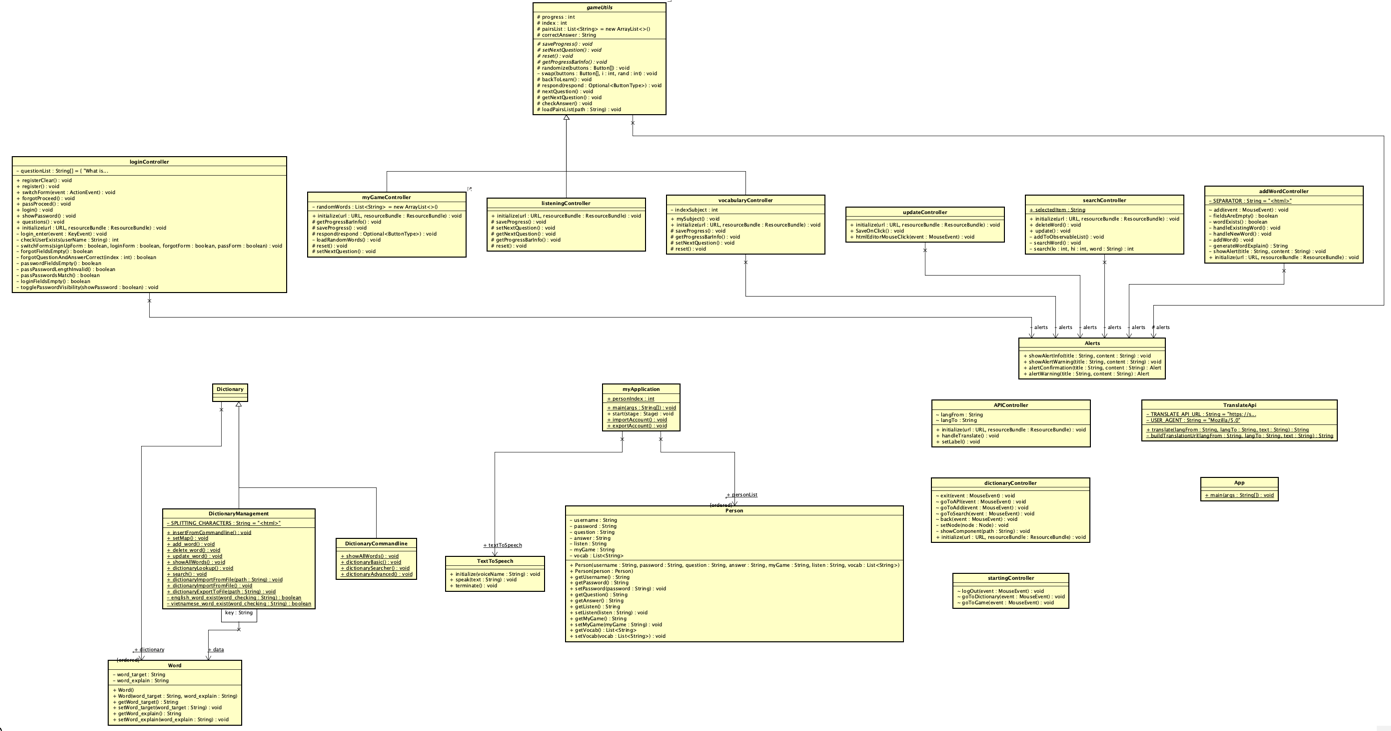 gameUtils
# progress : int
# index : int
# pairsList : List<String> = new ArrayList<>()
# correctAnswer : String
# saveProgress() : void
# setNextQuestion() : void
# reset() : void
# getProgressBarInfo() : void
# randomize(buttons : Button[]) : void
- swap(buttons : Button[], i : int, rand : int) : void
# backToLearn() : void
# respond(respond : Optional<ButtonType>) : void
# nextQuestion() : void
# getNextQuestion() : void
# checkAnswer() : void
# loadPairsList(path : String) : void
loginController
- questionList : String[] = { "What is...
+ registerClear() : void
+ register() : void
+ switchForm(event : ActionEvent) : void
+ forgotProceed() : void
+ passProceed() : void
+ login() : void
+ showPassword() : void
+ questions() : void
+ initialize(url : URL, resourceBundle : ResourceBundle) : void
- login_enter(event : KeyEvent) : void
- checkUserExists(userName : String) : int
- switchForms(signUpForm : boolean, loginForm : boolean, forgotForm : boolean, passForm : boolean) : void
- forgotFieldsEmpty() : boolean
- forgotQuestionAndAnswerCorrect(index : int) : boolean
- passwordFieldsEmpty() : boolean
- passPasswordLengthInvalid() : boolean
- passPasswordsMatch() : boolean
- loginFieldsEmpty() : boolean
- togglePasswordVisibility(showPassword : boolean) : void
myGameController
- randomWords : List<String> = new ArrayList<>()
+ initialize(url : URL, resourceBundle : ResourceBundle) : void
# getProgressBarInfo() : void
# saveProgress() : void
# respond(respond : Optional<ButtonType>) : void
- loadRandomWords() : void
# reset() : void
# setNextQuestion() : void
listeningController
+ initialize(url : URL, resourceBundle : ResourceBundle) : void
# saveProgress() : void
# setNextQuestion() : void
# getNextQuestion() : void
# getProgressBarInfo() : void
# reset() : void
vocabularyController
- indexSubject : int
+ initialize(url : URL, resourceBundle : ResourceBundle) : void
+ mySubject() : void
# saveProgress() : void
# getProgressBarInfo() : void
# setNextQuestion() : void
# reset() : void
updateController
+ initialize(url : URL, resourceBundle : ResourceBundle) : void
+ SaveOnClick() : void
+ htmlEditorMouseClick(event : MouseEvent) : void
searchController
+ selectedItem : String
+ initialize(url : URL, resourceBundle : ResourceBundle) : void
+ deleteWord() : void
+ update() : void
- addToObservableList() : void
- searchWord() : void
- search(lo : int, hi : int, word : String) : int
addWordController
- SEPARATOR : String = "<html>"
- add(event : MouseEvent) : void
- fieldsAreEmpty() : boolean
- wordExists() : boolean
- handleExistingWord() : void
- handleNewWord() : void
- addWord() : void
- generateWordExplain() : String
- showAlert(title : String, content : String) : void
+ initialize(url : URL, resourceBundle : ResourceBundle) : void
- alerts
- alerts
- alerts
- alerts
- alerts
# alerts
Alerts
+ showAlertInfo(title : String, content : String) : void
+ showAlertWarning(title : String, content : String) : void
+ alertConfirmation(title : String, content : String) : Alert
+ alertWarning(title : String, content : String) : Alert
Dictionary
myApplication
+ personIndex : int
+ main(args : String[]) : void
+ start(stage : Stage) : void
+ importAccount() : void
+ exportAccount() : void
APIController
- langFrom : String
- langTo : String
+ initialize(url : URL, resourceBundle : ResourceBundle) : void
+ handleTranslate() : void
+ setLabel() : void
TranslateApi
- TRANSLATE_API_URL : String = "https://s...
- USER_AGENT : String = "Mozilla/5.0"
+ translate(langFrom : String, langTo : String, text : String) : String
- buildTranslationUrl(langFrom : String, langTo : String, text : String) : String
dictionaryController
- exit(event : MouseEvent) : void
- goToAPI(event : MouseEvent) : void
- goToAdd(event : MouseEvent) : void
- goToSearch(event : MouseEvent) : void
- back(event : MouseEvent) : void
- setNode(node : Node) : void
- showComponent(path : String) : void
+ initialize(url : URL, resourceBundle : ResourceBundle) : void
App
+ main(args : String[]) : void
DictionaryManagement
- SPLITTING_CHARACTERS : String = "<html>"
+ insertFromCommandline() : void
+ setMap() : void
+ add_word() : void
+ delete_word() : void
+ update_word() : void
+ showAllWords() : void
+ dictionaryLookup() : void
+ search() : void
+ dictionaryImportFromFile(path : String) : void
+ dictionaryImportFromFile() : void
+ dictionaryExportToFile(path : String) : void
- english_word_exist(word_checking : String) : boolean
- vietnamese_word_exist(word_checking : String) : boolean
key : String
DictionaryCommandline
+ showAllWords() : void
+ dictionaryBasic() : void
+ dictionarySearcher() : void
+ dictionaryAdvanced() : void
+ textToSpeech
TextToSpeech
+ initialize(voiceName : String) : void
+ speak(text : String) : void
+ terminate() : void
+ personList
{ordered}
Person
- username : String
- password : String
- question : String
- answer : String
- listen : String
- myGame : String
- vocab : List<String>
+ Person(username : String, password : String, question : String, answer : String, myGame : String, listen : String, vocab : List<String>)
+ Person(person : Person)
+ getUsername() : String
+ getPassword() : String
+ setPassword(password : String) : void
+ getQuestion() : String
+ getAnswer() : String
+ getListen() : String
+ setListen(listen : String) : void
+ getMyGame() : String
+ setMyGame(myGame : String) : void
+ getVocab() : List<String>
+ setVocab(vocab : List<String>) : void
startingController
- logOut(event : MouseEvent) : void
- goToDictionary(event : MouseEvent) : void
- goToGame(event : MouseEvent) : void
+ dictionary
{ordered}
+ data
Word
- word_target : String
- word_explain : String
+ Word()
+ Word(word_target : String, word_explain : String)
+ getWord_target() : String
+ setWord_target(word_target : String) : void
+ getWord_explain() : String
+ setWord_explain(word_explain : String) : void